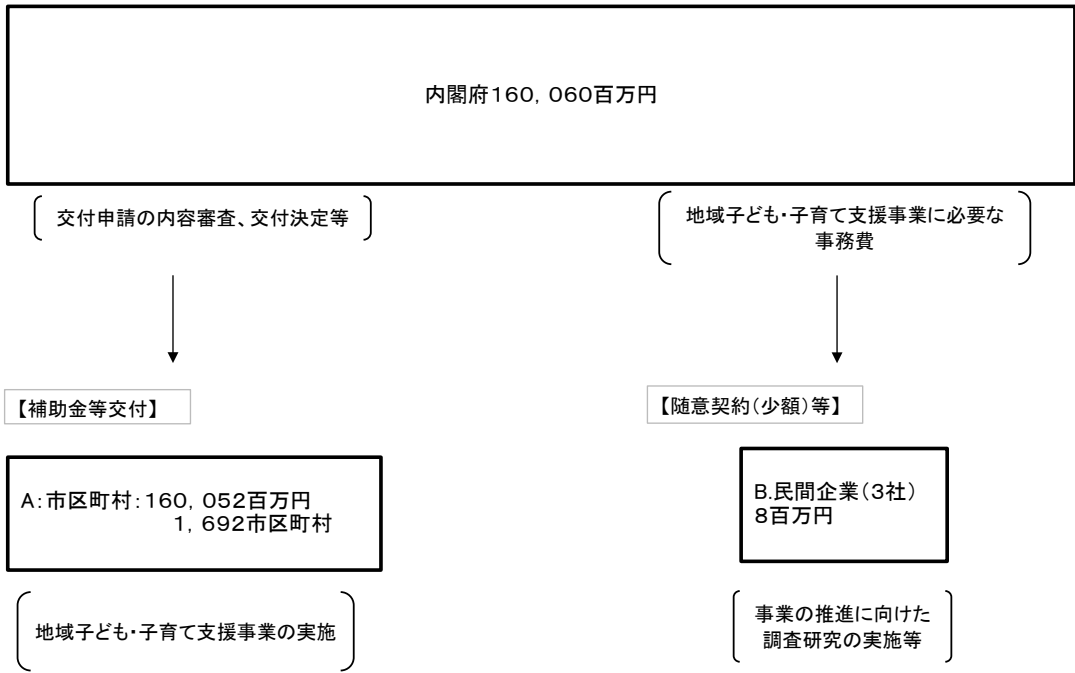 内閣府160，060百万円
交付申請の内容審査、交付決定等
地域子ども・子育て支援事業に必要な
事務費
【補助金等交付】
【随意契約（少額）等】
A：市区町村：160，052百万円
1，692市区町村
B.民間企業（3社）
8百万円
地域子ども・子育て支援事業の実施
事業の推進に向けた
調査研究の実施等